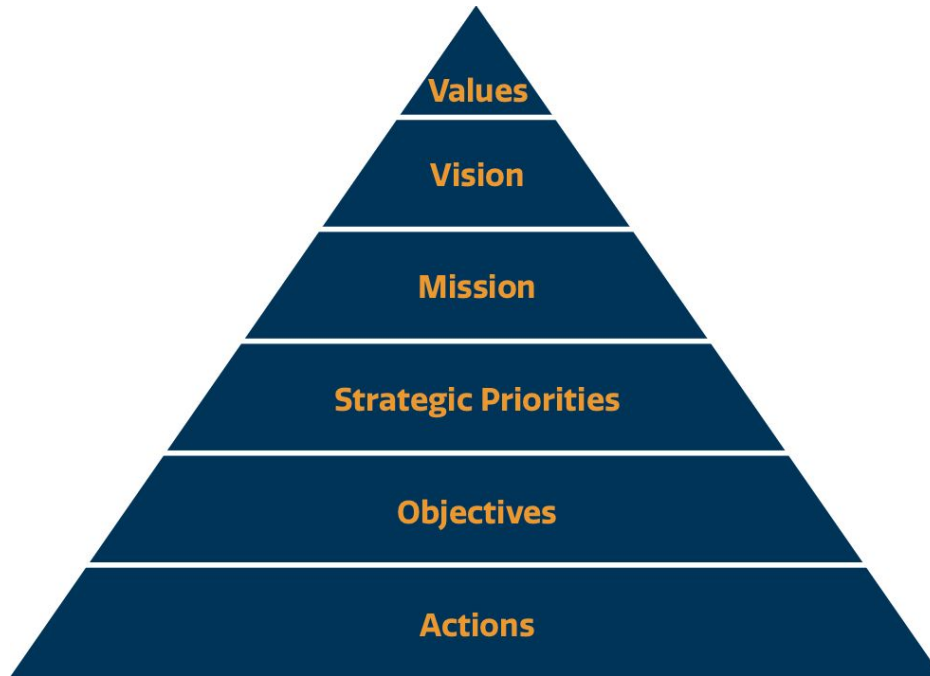 Values
Vision
Mission
Strategic Priorities
Objectives
Actions